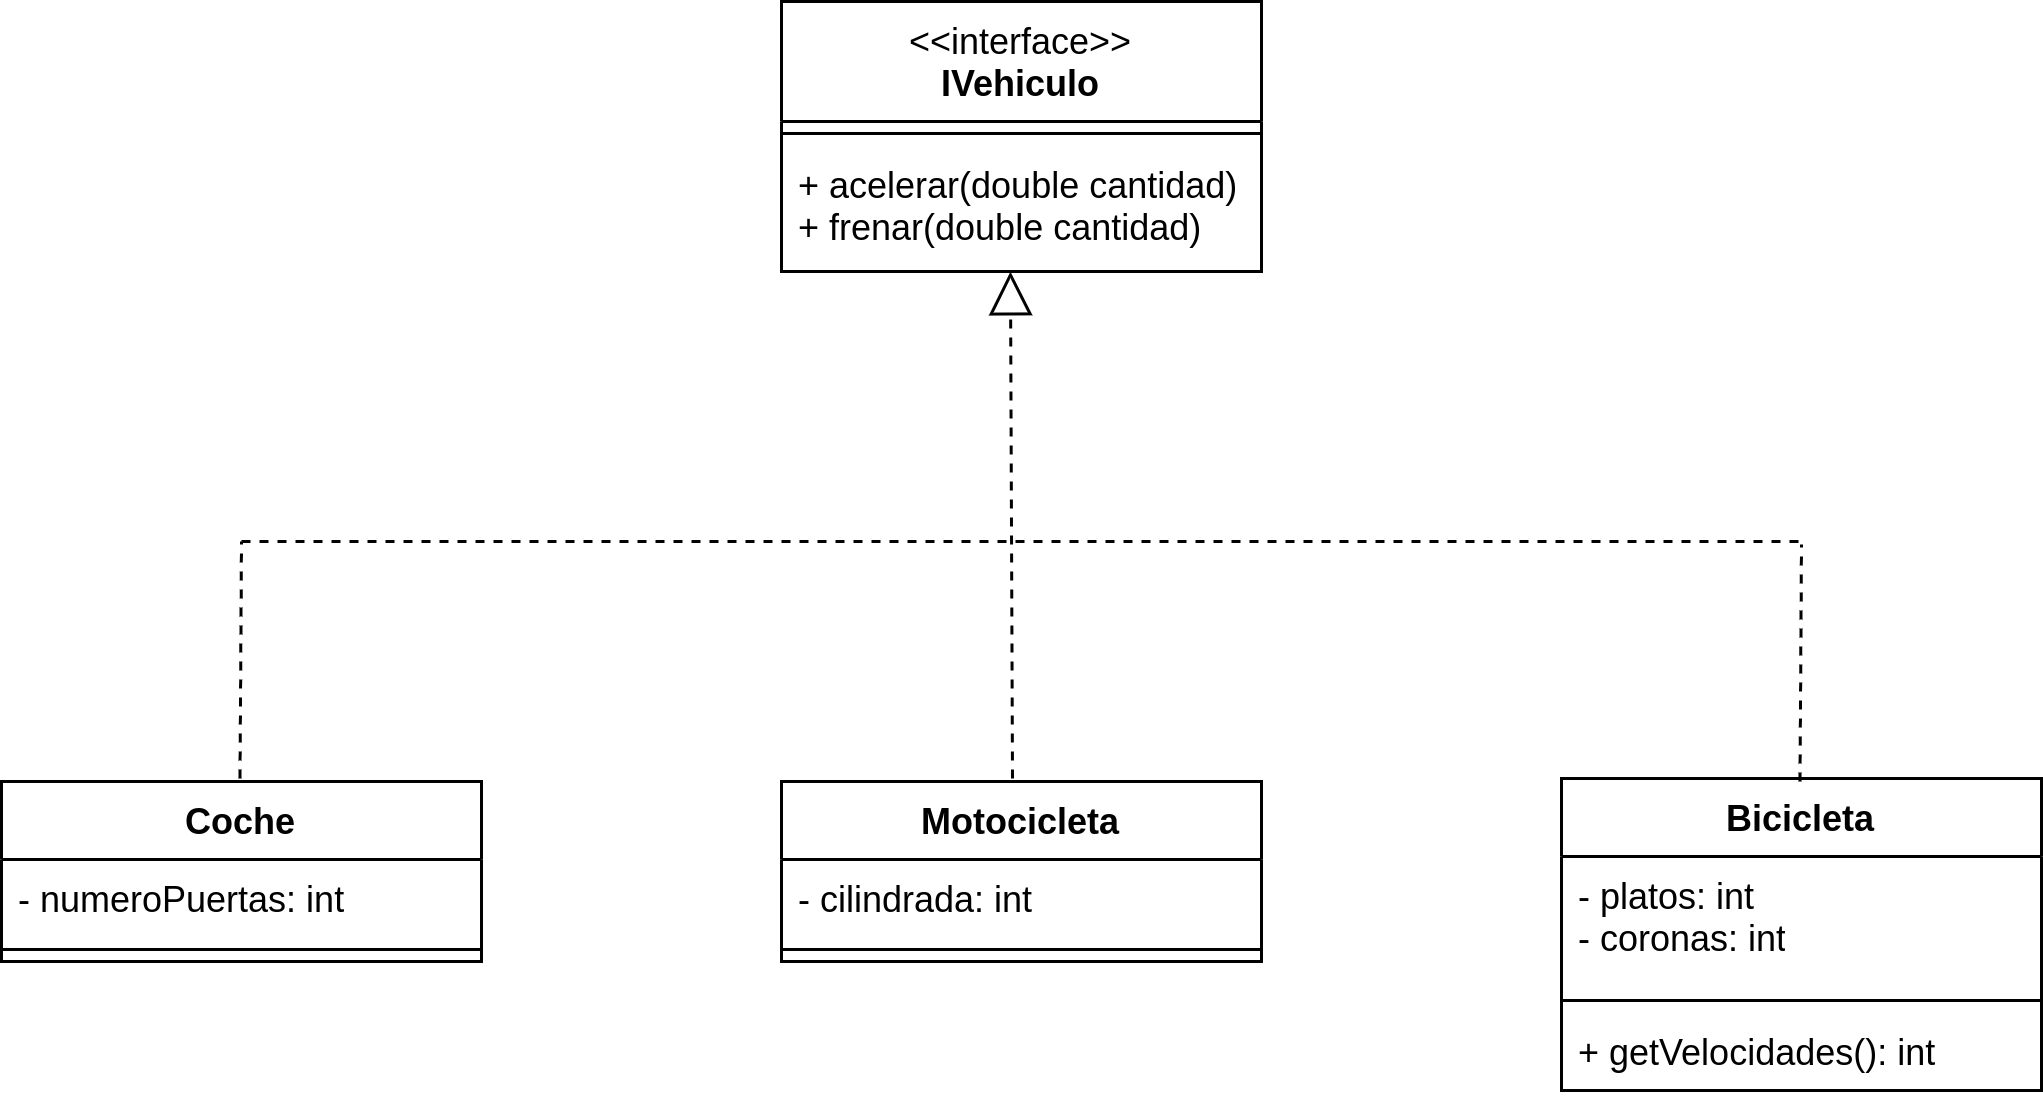 <<interface>>
IVehiculo
+ acelerar(double cantidad)
+ frenar(double cantidad)
Coche
- numeroPuertas: int
Motocicleta
- cilindrada: int
Bicicleta
- platos: int
- coronas: int
+ getVelocidades(): int